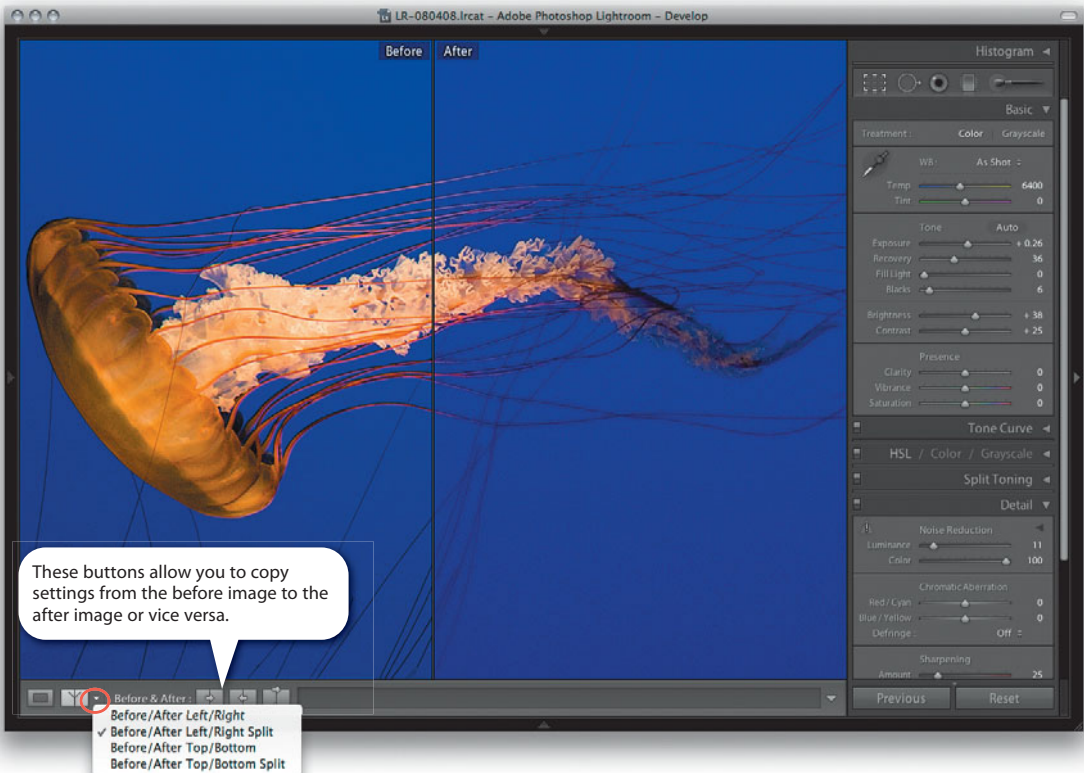 LR-080408.lrcat - Adobe Photoshop Lightroom - Develop
Before After
Histogram
Basic
Treatment : Color Grayscale
WB : As Shot
Temp 6400
Tint 0
Tone Auto
Exposure + 0.26
Recovery 36
Fill Light 0
Blacks 6
Brightness + 38
Contrast + 25
Presence
Clarity 0
Vibrance 0
Saturation 0
Tone Curve
HSL / Color / Grayscale
Split Toning
Detail
Noise Reduction
Luminance 11
Color 100
Chromatic Aberration
Red / Cyan 0
Blue / Yellow 0
Defringe : Off
Sharpening
Amount 25
Previous Reset
These buttons allow you to copy
settings from the before image to the
after image or vice versa.
Before & After :
Before/After Left/Right
✓ Before/After Left/Right Split
Before/After Top/Bottom
Before/After Top/Bottom Split